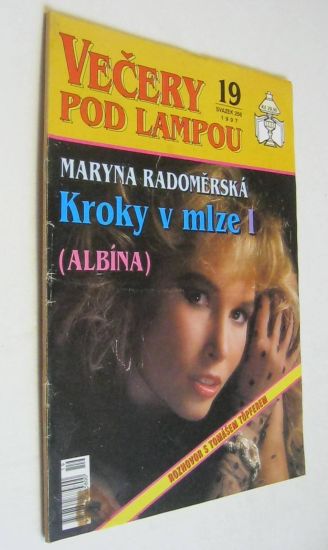 VEČERY
POD LAMPOU
19
SVAZEK
1997
MARYNA RADOMĚRSKÁ
Kroky v mlze I
(ALBÍNA)
ROZHOVOR S TOMÁŠEM TÖPFEREM